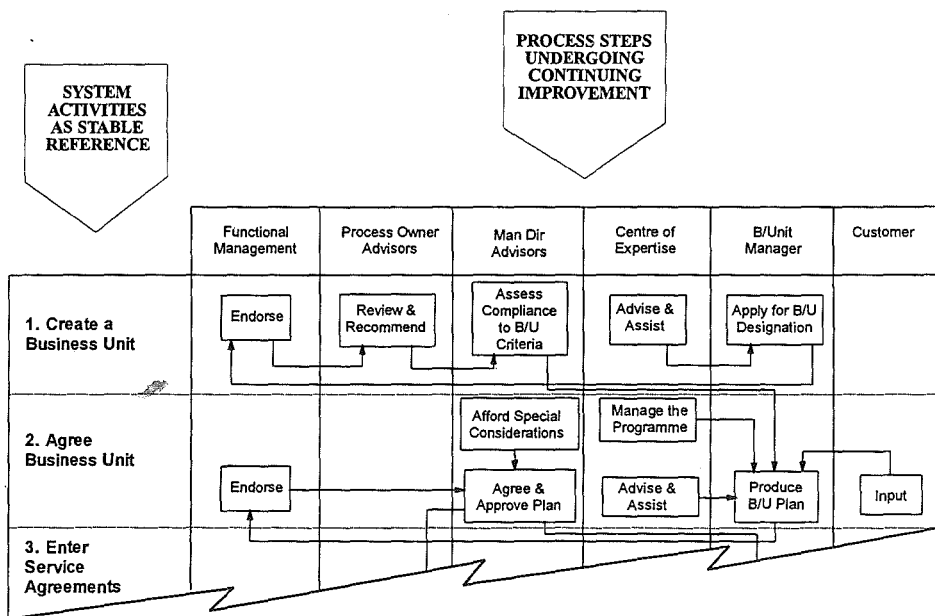 PROCESS STEPS
UNDERGOING
CONTINUING
IMPROVEMENT
SYSTEM
ACTIVITIES
AS STABLE
REFERENCE
Functional
Management
Process Owner
Advisors
Man Dir
Advisors
Centre of
Expertise
B/Unit
Manager
Customer
1. Create a
Business Unit
Endorse
Review &
Recommend
Assess
Compliance
to B/U
Criteria
Advise &
Assist
Apply for B/U
Designation
2. Agree
Business Unit
Afford Special
Considerations
Manage the
Programme
Endorse
Agree &
Approve Plan
Advise &
Assist
Produce
B/U Plan
Input
3. Enter
Service
Agreements